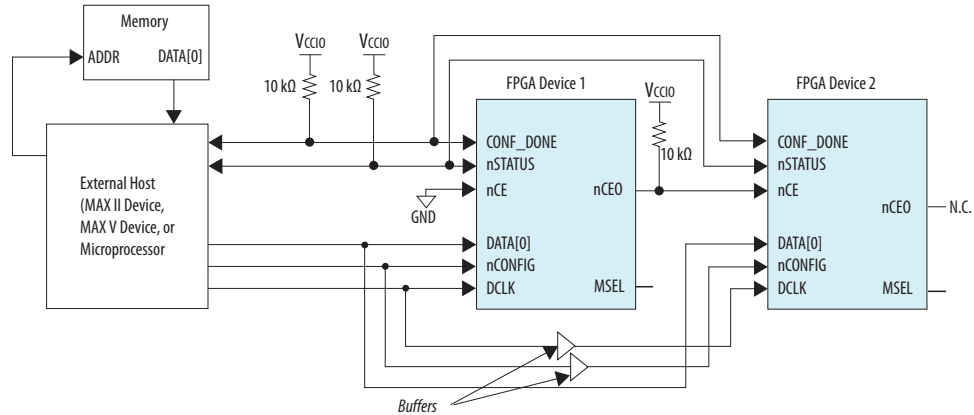 Memory
ADDR DATA[0]
VCCIO
10 kΩ
VCCIO
10 kΩ
External Host
(MAX II Device,
MAX V Device, or
Microprocessor
FPGA Device 1
CONF_DONE
nSTATUS
nCE
nCEO
GND
DATA[0]
nCONFIG
DCLK
MSEL
VCCIO
10 kΩ
FPGA Device 2
CONF_DONE
nSTATUS
nCE
nCEO
N.C.
DATA[0]
nCONFIG
DCLK
MSEL
Buffers